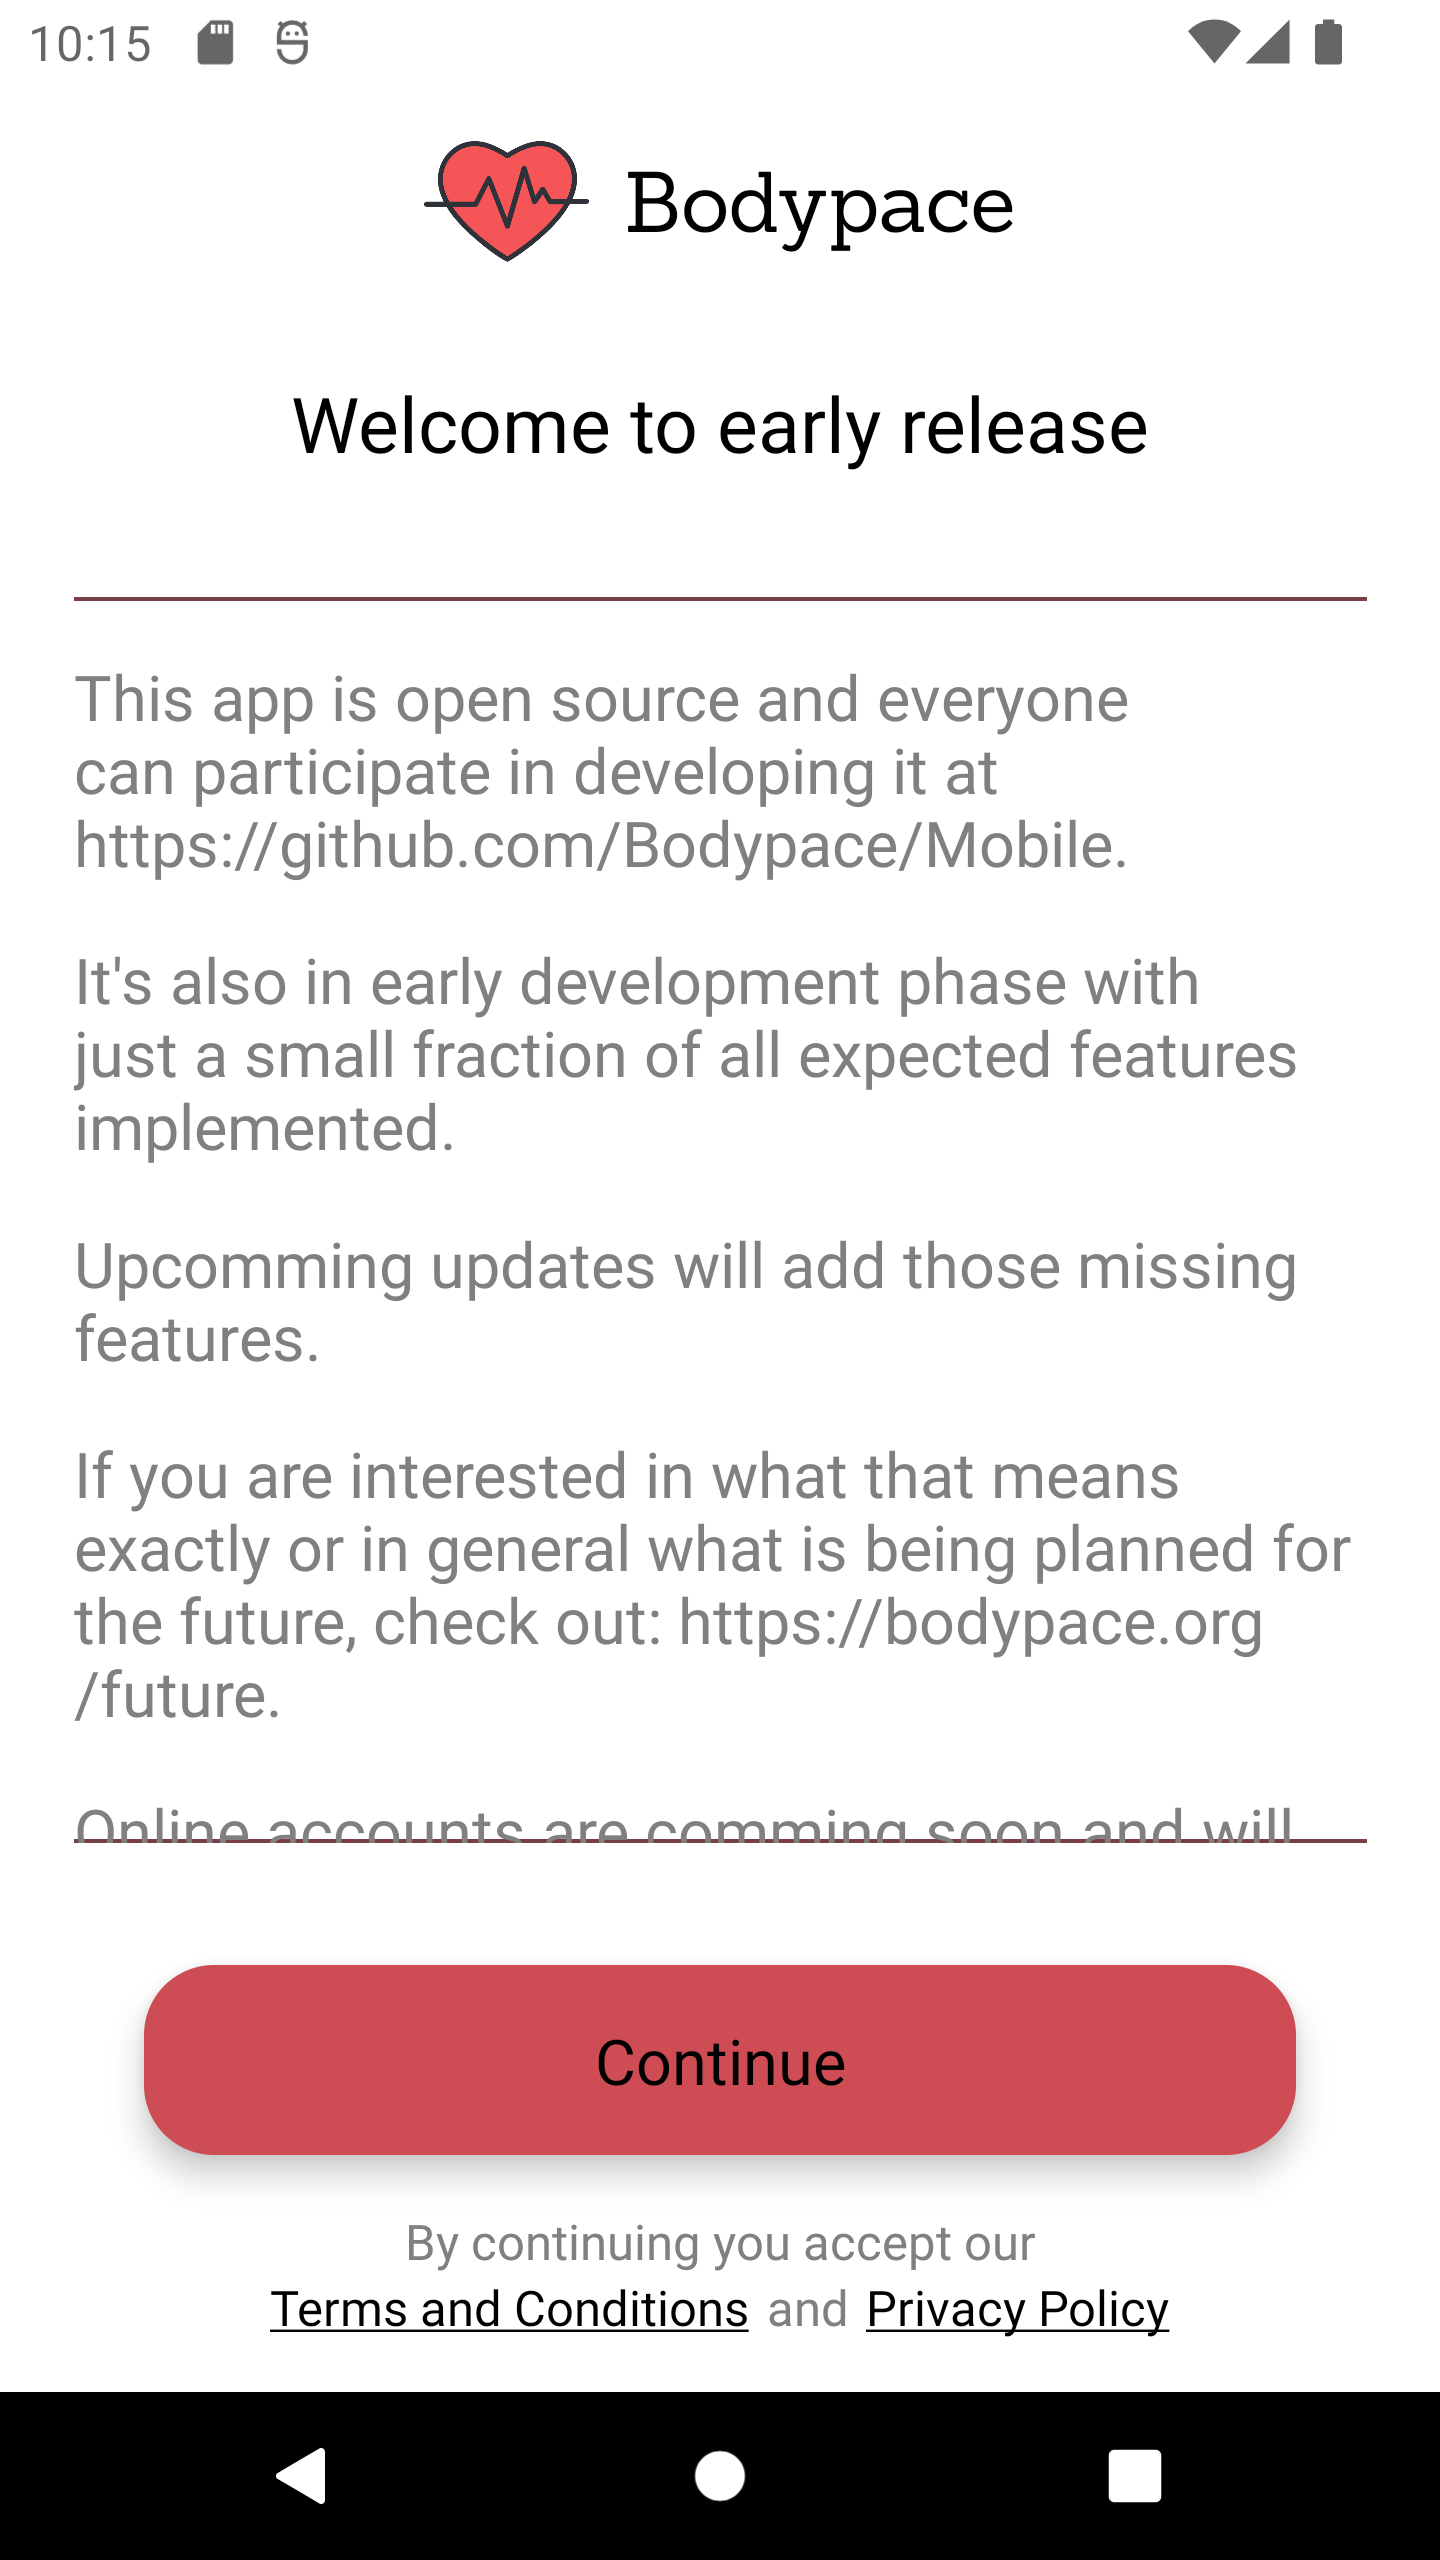 10:15
Bodypace
Welcome to early release
This app is open source and everyone
can participate in developing it at
https://github.com/Bodypace/Mobile.
It's also in early development phase with
just a small fraction of all expected features
implemented.
Upcomming updates will add those missing
features.
If you are interested in what that means
exactly or in general what is being planned for
the future, check out: https://bodypace.org
/future.
Online accounts are comming soon and will
Continue
By continuing you accept our
Terms and Conditions and Privacy Policy